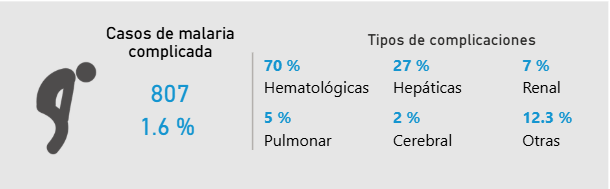 Casos de malaria
complicada
807
1.6 %
Tipos de complicaciones
70 %
Hematológicas
27 %
Hepáticas
7 %
Renal
5 %
Pulmonar
2 %
Cerebral
12.3 %
Otras